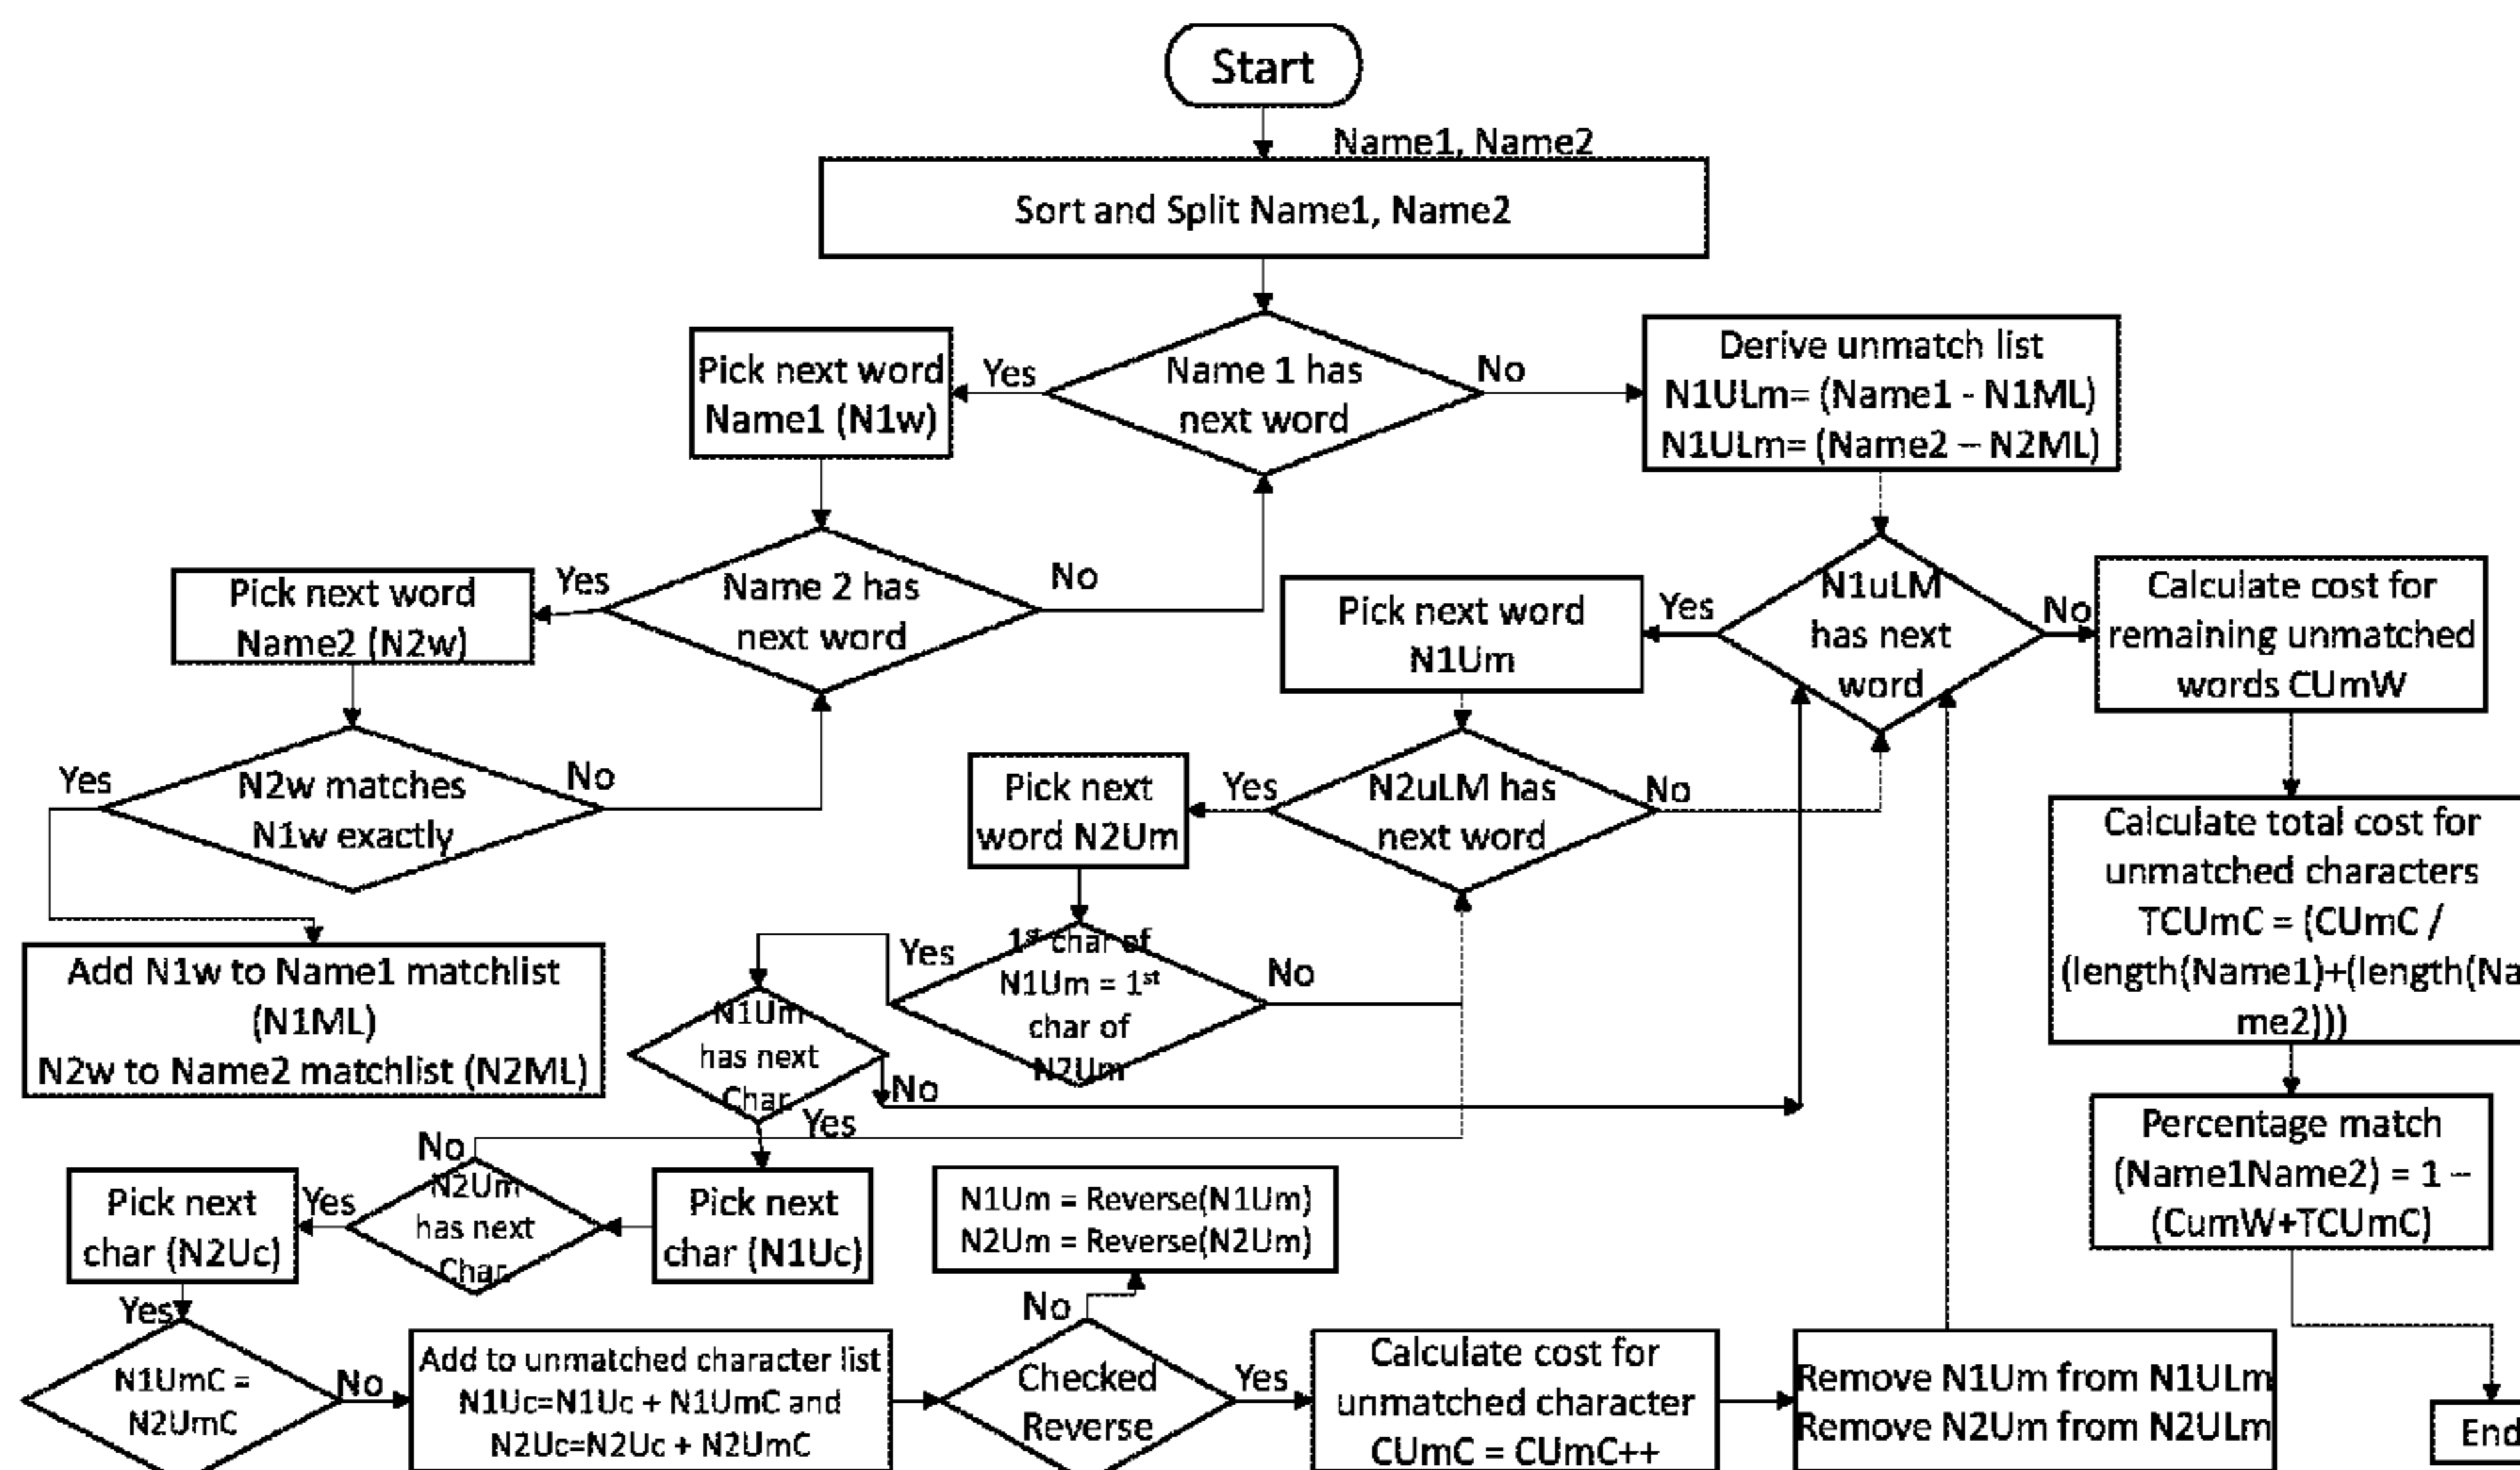 Start
Name1, Name2
Sort and Split Name1, Name2
Pick next word
Name1 (N1w)
Yes
Name 1 has
next word
No
Derive unmatch list
N1ULm= (Name1 - N1ML)
N1ULm= (Name2 – N2ML)
Pick next word
Name2 (N2w)
Yes
Name 2 has
next word
No
Pick next word
N1Um
Yes
N1uLM
has next
word
No
Calculate cost for
remaining unmatched
words CUmW
Yes
N2w matches
N1w exactly
No
Pick next
word N2Um
Yes
N2uLM has
next word
No
Calculate total cost for
unmatched characters
TCUmC = (CUmC /
(length(Name1)+(length(Na
me2)))
Add N1w to Name1 matchlist
(N1ML)
N2w to Name2 matchlist (N2ML)
Yes
1st char of
N1Um = 1st
char of
N2Um
No
N1Um
has next
Char
No
Yes
Percentage match
(Name1Name2) = 1 –
(CumW+TCUmC)
Pick next
char (N2Uc)
Yes
No
N2Um
has next
Char
Pick next
char (N1Uc)
N1Um = Reverse(N1Um)
N2Um = Reverse(N2Um)
Yes
N1UmC =
N2UmC
No
Add to unmatched character list
N1Uc=N1Uc + N1UmC and
N2Uc=N2Uc + N2UmC
No
Checked
Reverse
Yes
Calculate cost for
unmatched character
CUmC = CUmC++
Remove N1Um from N1ULm
Remove N2Um from N2ULm
End